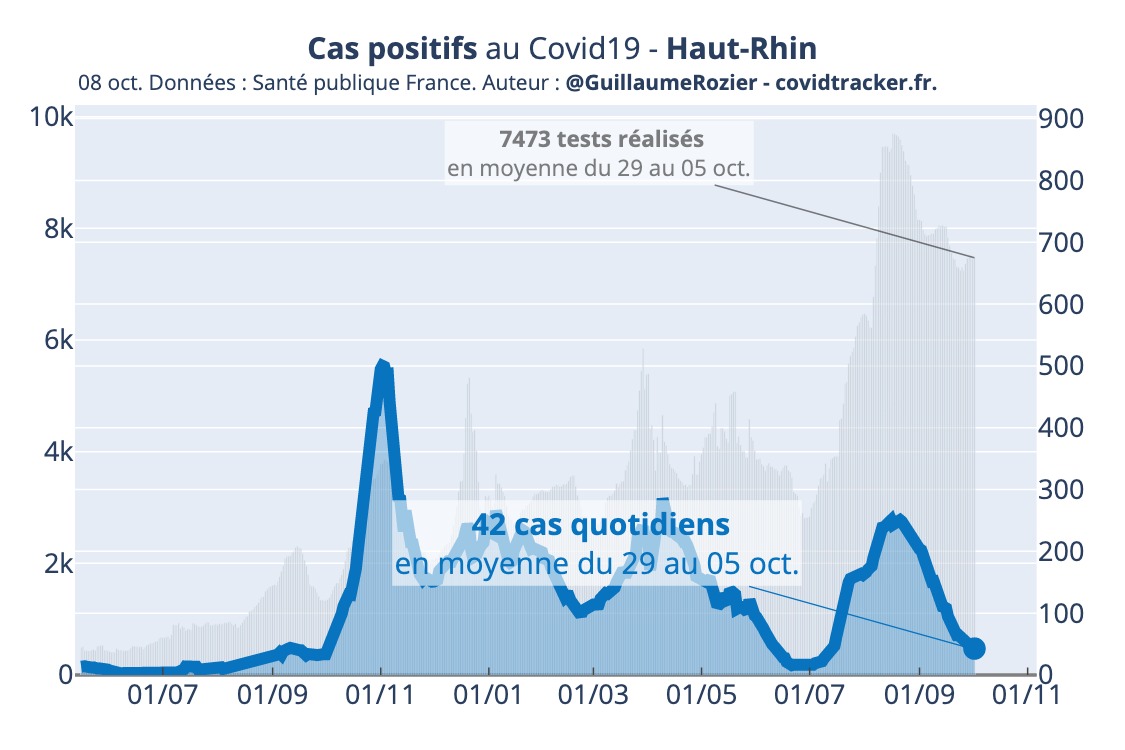 Cas positifs au Covid19 - Haut-Rhin
08 oct. Données : Santé publique France. Auteur : @GuillaumeRozier - covidtracker.fr.
10k
8k
6k
4k
2k
0
900
800
700
600
500
400
300
200
100
0
7473 tests réalisés
en moyenne du 29 au 05 oct.
42 cas quotidiens
en moyenne du 29 au 05 oct.
01/07 01/09 01/11 01/01 01/03 01/05 01/07 01/09 01/11